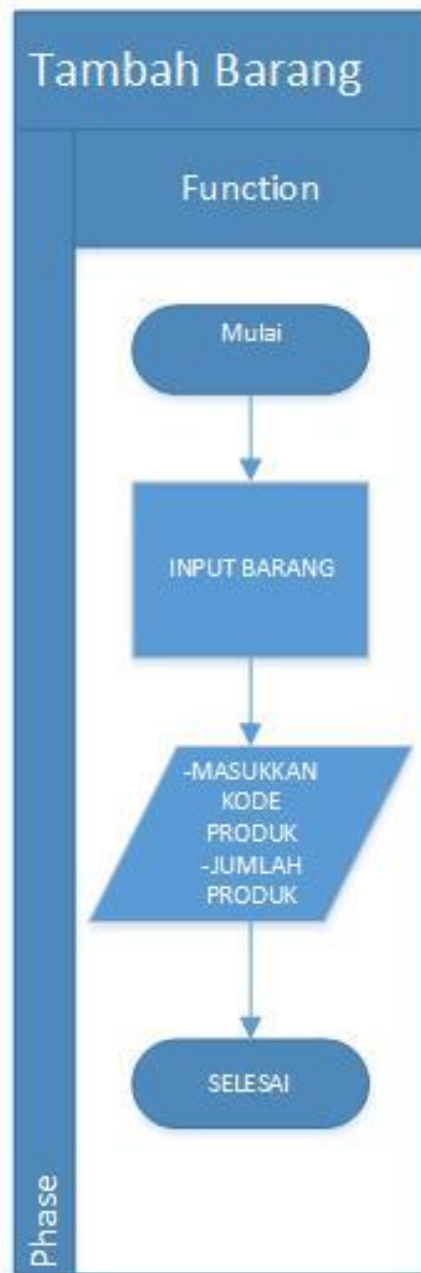 Tambah Barang
Function
Mulai
INPUT BARANG
-MASUKKAN
KODE
PRODUK
-JUMLAH
PRODUK
SELESAI
Phase